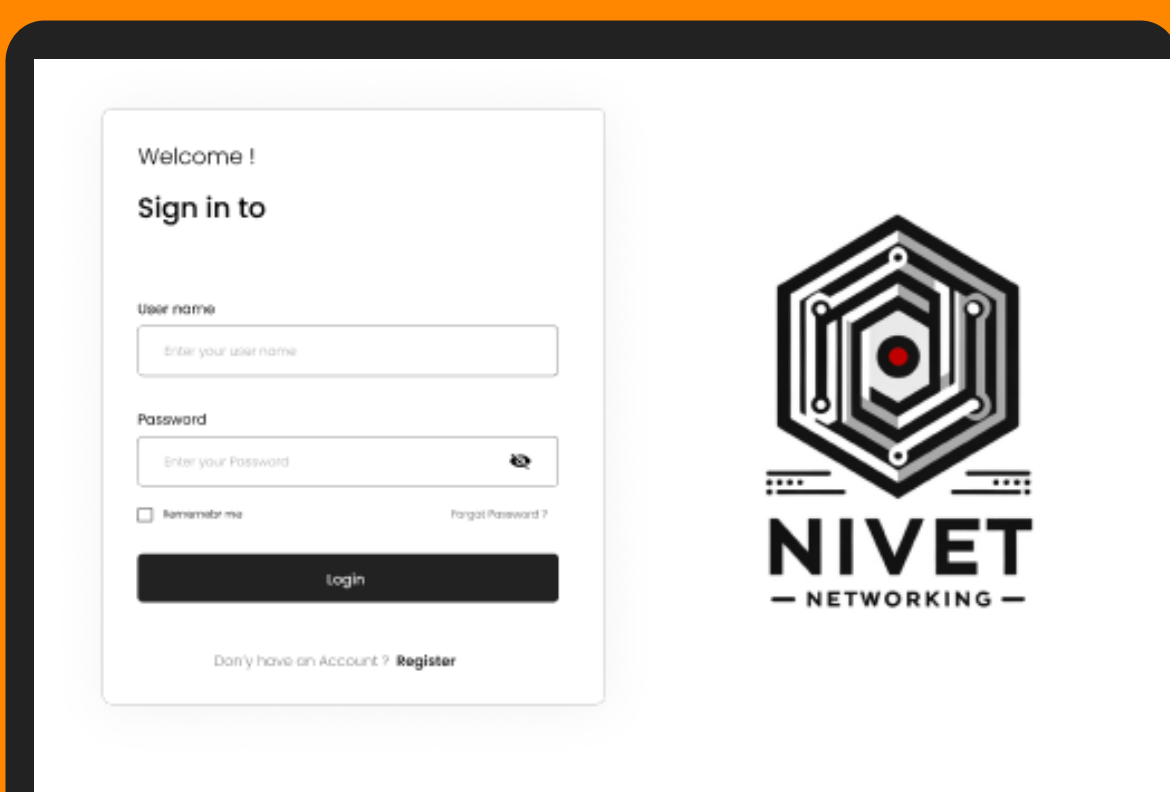 Welcome !
Sign in to
User name
Enter your user name
Password
Enter your Password
Rememebr me
Forgot Password ?
Login
Don'y have an Account ? Register
NIVET
NETWORKING